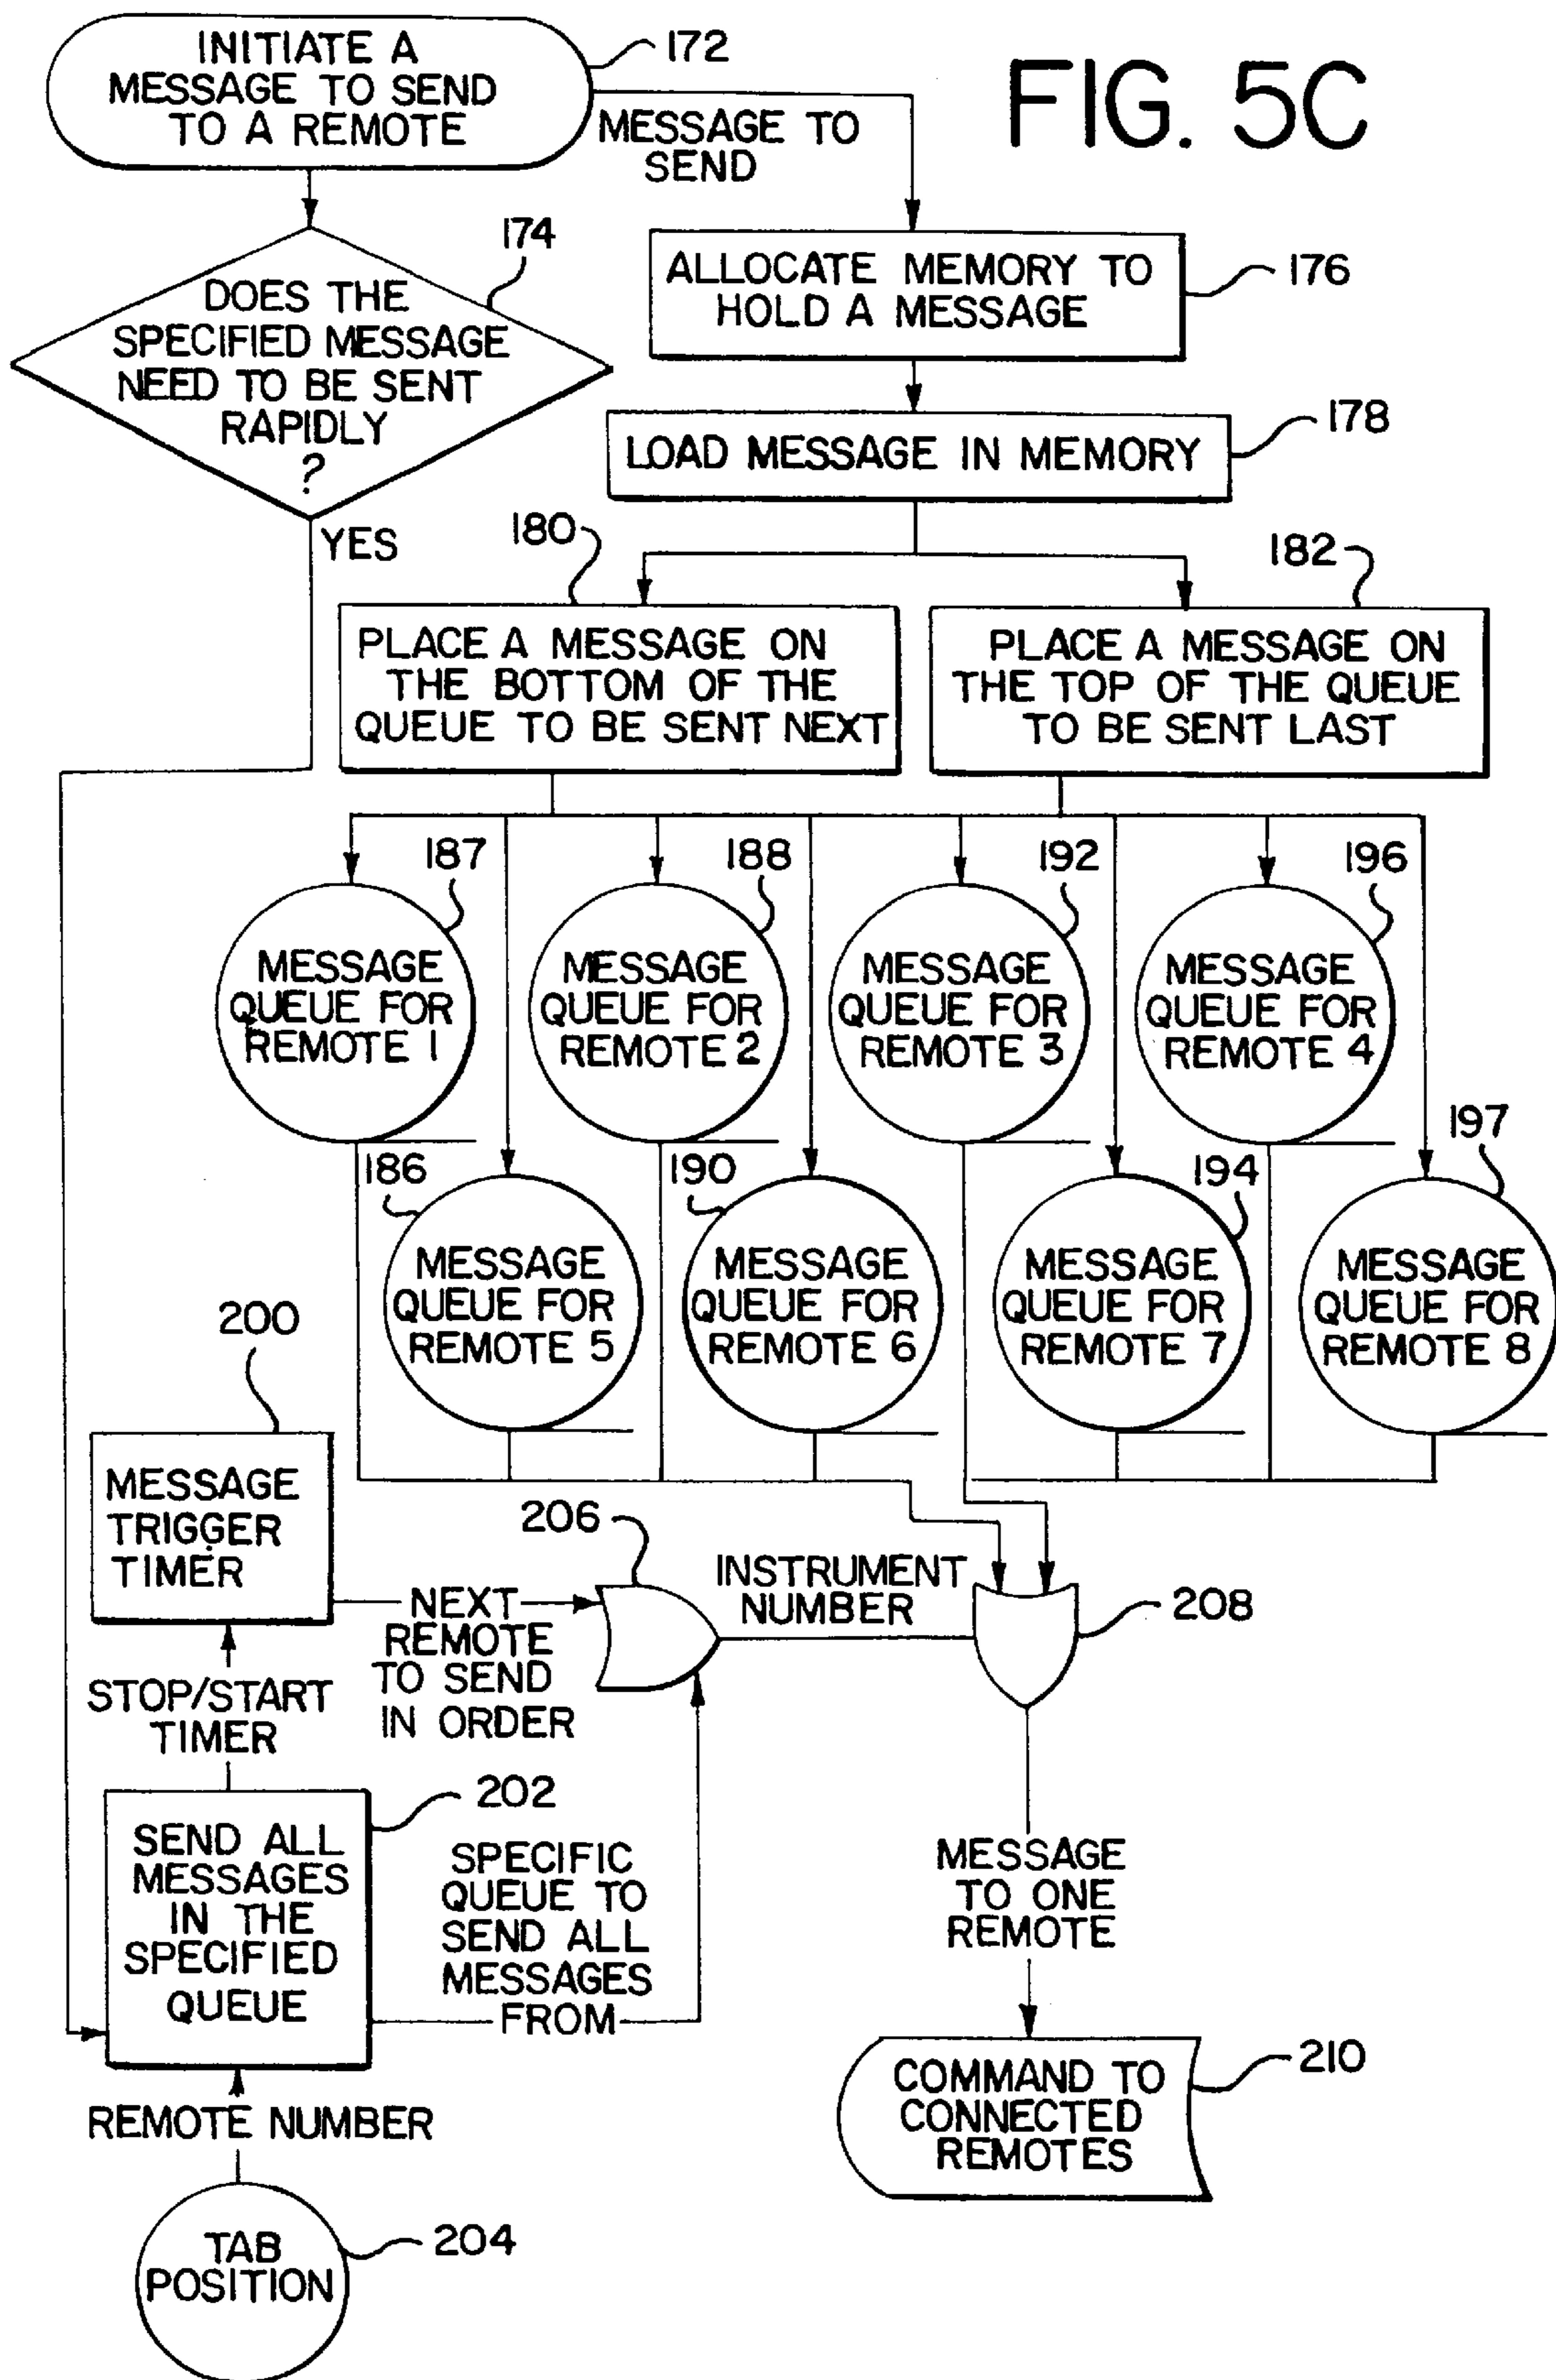 FIG. 5C
INITIATE A
MESSAGE TO SEND
TO A REMOTE
172
MESSAGE TO
SEND
174
DOES THE
SPECIFIED MESSAGE
NEED TO BE SENT
RAPIDLY
?
YES
ALLOCATE MEMORY TO
HOLD A MESSAGE
176
LOAD MESSAGE IN MEMORY
178
180
PLACE A MESSAGE ON
THE BOTTOM OF THE
QUEUE TO BE SENT NEXT
182
PLACE A MESSAGE ON
THE TOP OF THE QUEUE
TO BE SENT LAST
187
MESSAGE
QUEUE FOR
REMOTE 1
188
MESSAGE
QUEUE FOR
REMOTE 2
192
MESSAGE
QUEUE FOR
REMOTE 3
196
MESSAGE
QUEUE FOR
REMOTE 4
186
MESSAGE
QUEUE FOR
REMOTE 5
190
MESSAGE
QUEUE FOR
REMOTE 6
194
MESSAGE
QUEUE FOR
REMOTE 7
197
MESSAGE
QUEUE FOR
REMOTE 8
200
MESSAGE
TRIGGER
TIMER
NEXT
REMOTE
TO SEND
IN ORDER
206
INSTRUMENT
NUMBER
208
STOP/START
TIMER
202
SEND ALL
MESSAGES
IN THE
SPECIFIED
QUEUE
SPECIFIC
QUEUE TO
SEND ALL
MESSAGES
FROM
MESSAGE
TO ONE
REMOTE
REMOTE NUMBER
TAB
POSITION
204
COMMAND TO
CONNECTED
REMOTES
210